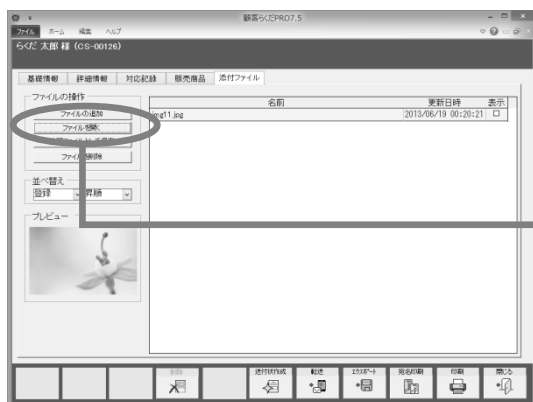 顧客らくだPRO7.5
ファイル ホーム 編集 ヘルプ
らくだ 太郎 様 (CS-00126)
基礎情報 詳細情報 対応記録 販売商品 添付ファイル
ファイルの操作
ファイルの追加
ファイルを開く
ファイルを削除
並べ替え
登録 昇順
プレビュー
名前 更新日時 表示
img11.jpg 2013/06/19 00:20:21
削除 送付状作成 転送 エクスポート 宛名印刷 印刷 閉じる